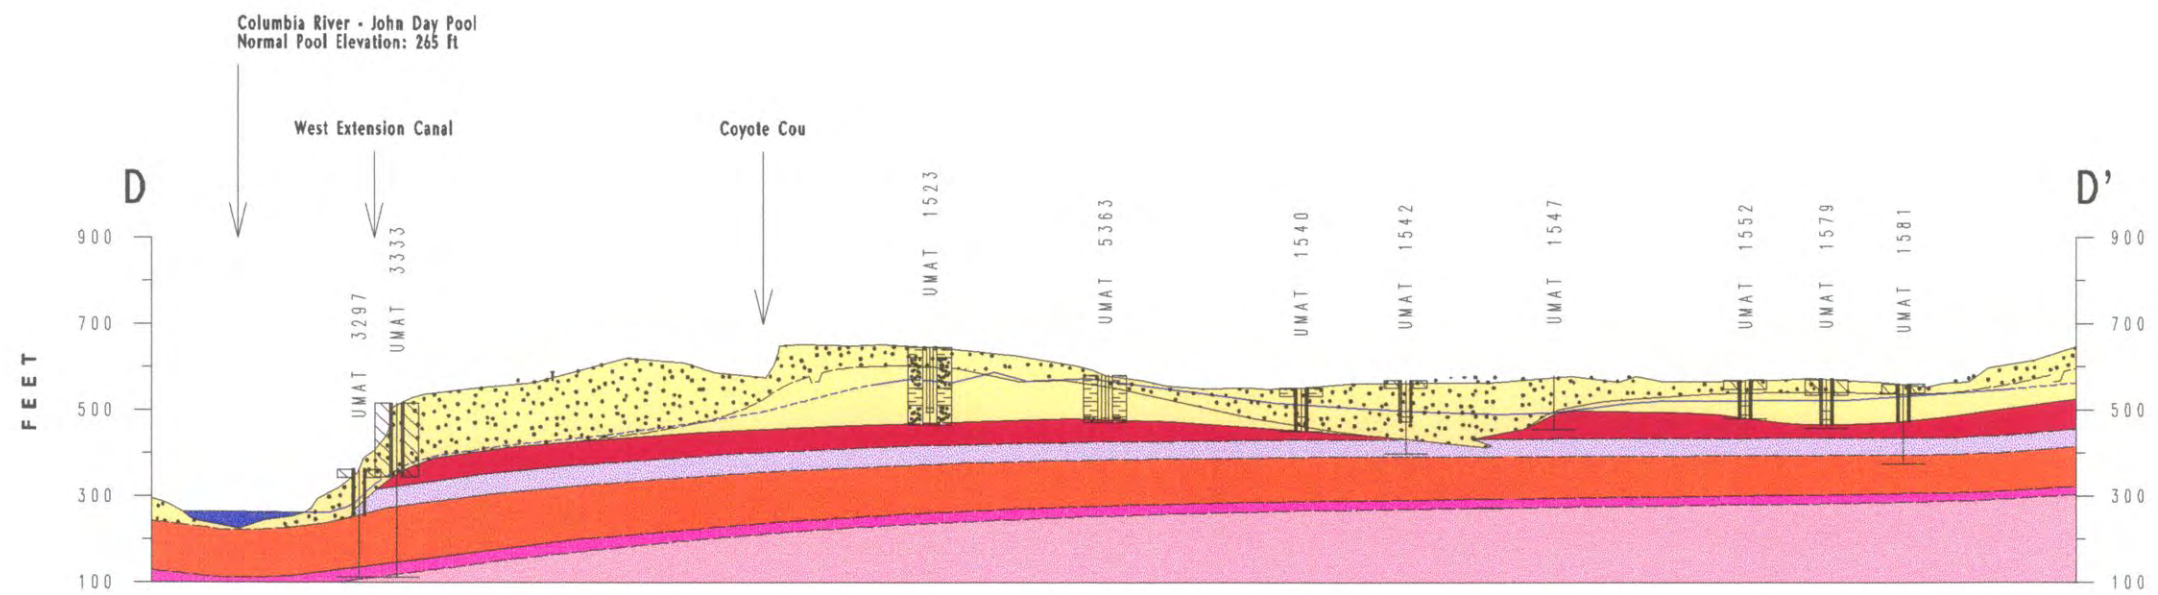 Columbia River - John Day Pool
Normal Pool Elevation: 265 ft
West Extension Canal
Coyote Cou
D
D'
UMAT 3297
UMAT 3333
UMAT 1523
UMAT 5363
UMAT 1540
UMAT 1542
UMAT 1547
UMAT 1552
UMAT 1579
UMAT 1581
FEET
900
900
700
700
500
500
300
300
100
100